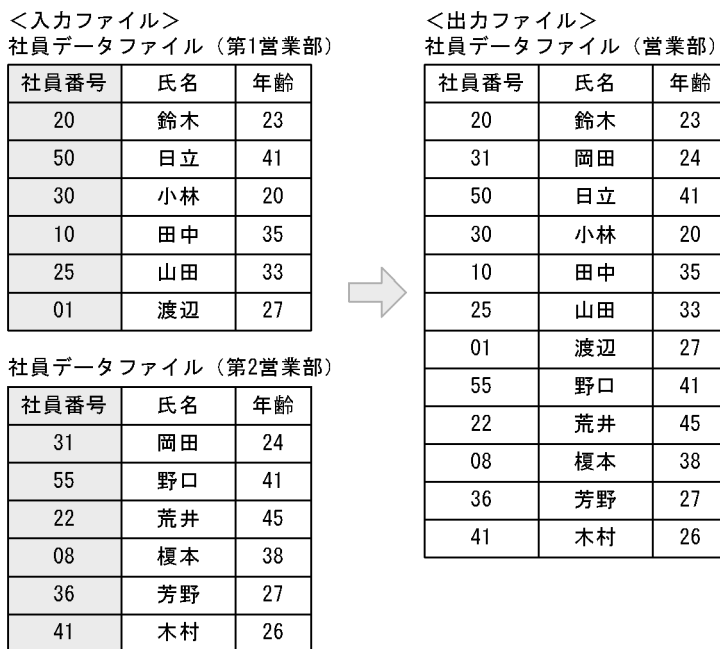 ＜入力ファイル＞
社員データファイル（第1営業部）
社員番号 氏名 年齢
20 鈴木 23
50 日立 41
30 小林 20
10 田中 35
25 山田 33
01 渡辺 27
社員データファイル（第2営業部）
社員番号 氏名 年齢
31 岡田 24
55 野口 41
22 荒井 45
08 榎本 38
36 芳野 27
41 木村 26
＜出力ファイル＞
社員データファイル（営業部）
社員番号 氏名 年齢
20 鈴木 23
31 岡田 24
50 日立 41
30 小林 20
10 田中 35
25 山田 33
01 渡辺 27
55 野口 41
22 荒井 45
08 榎本 38
36 芳野 27
41 木村 26